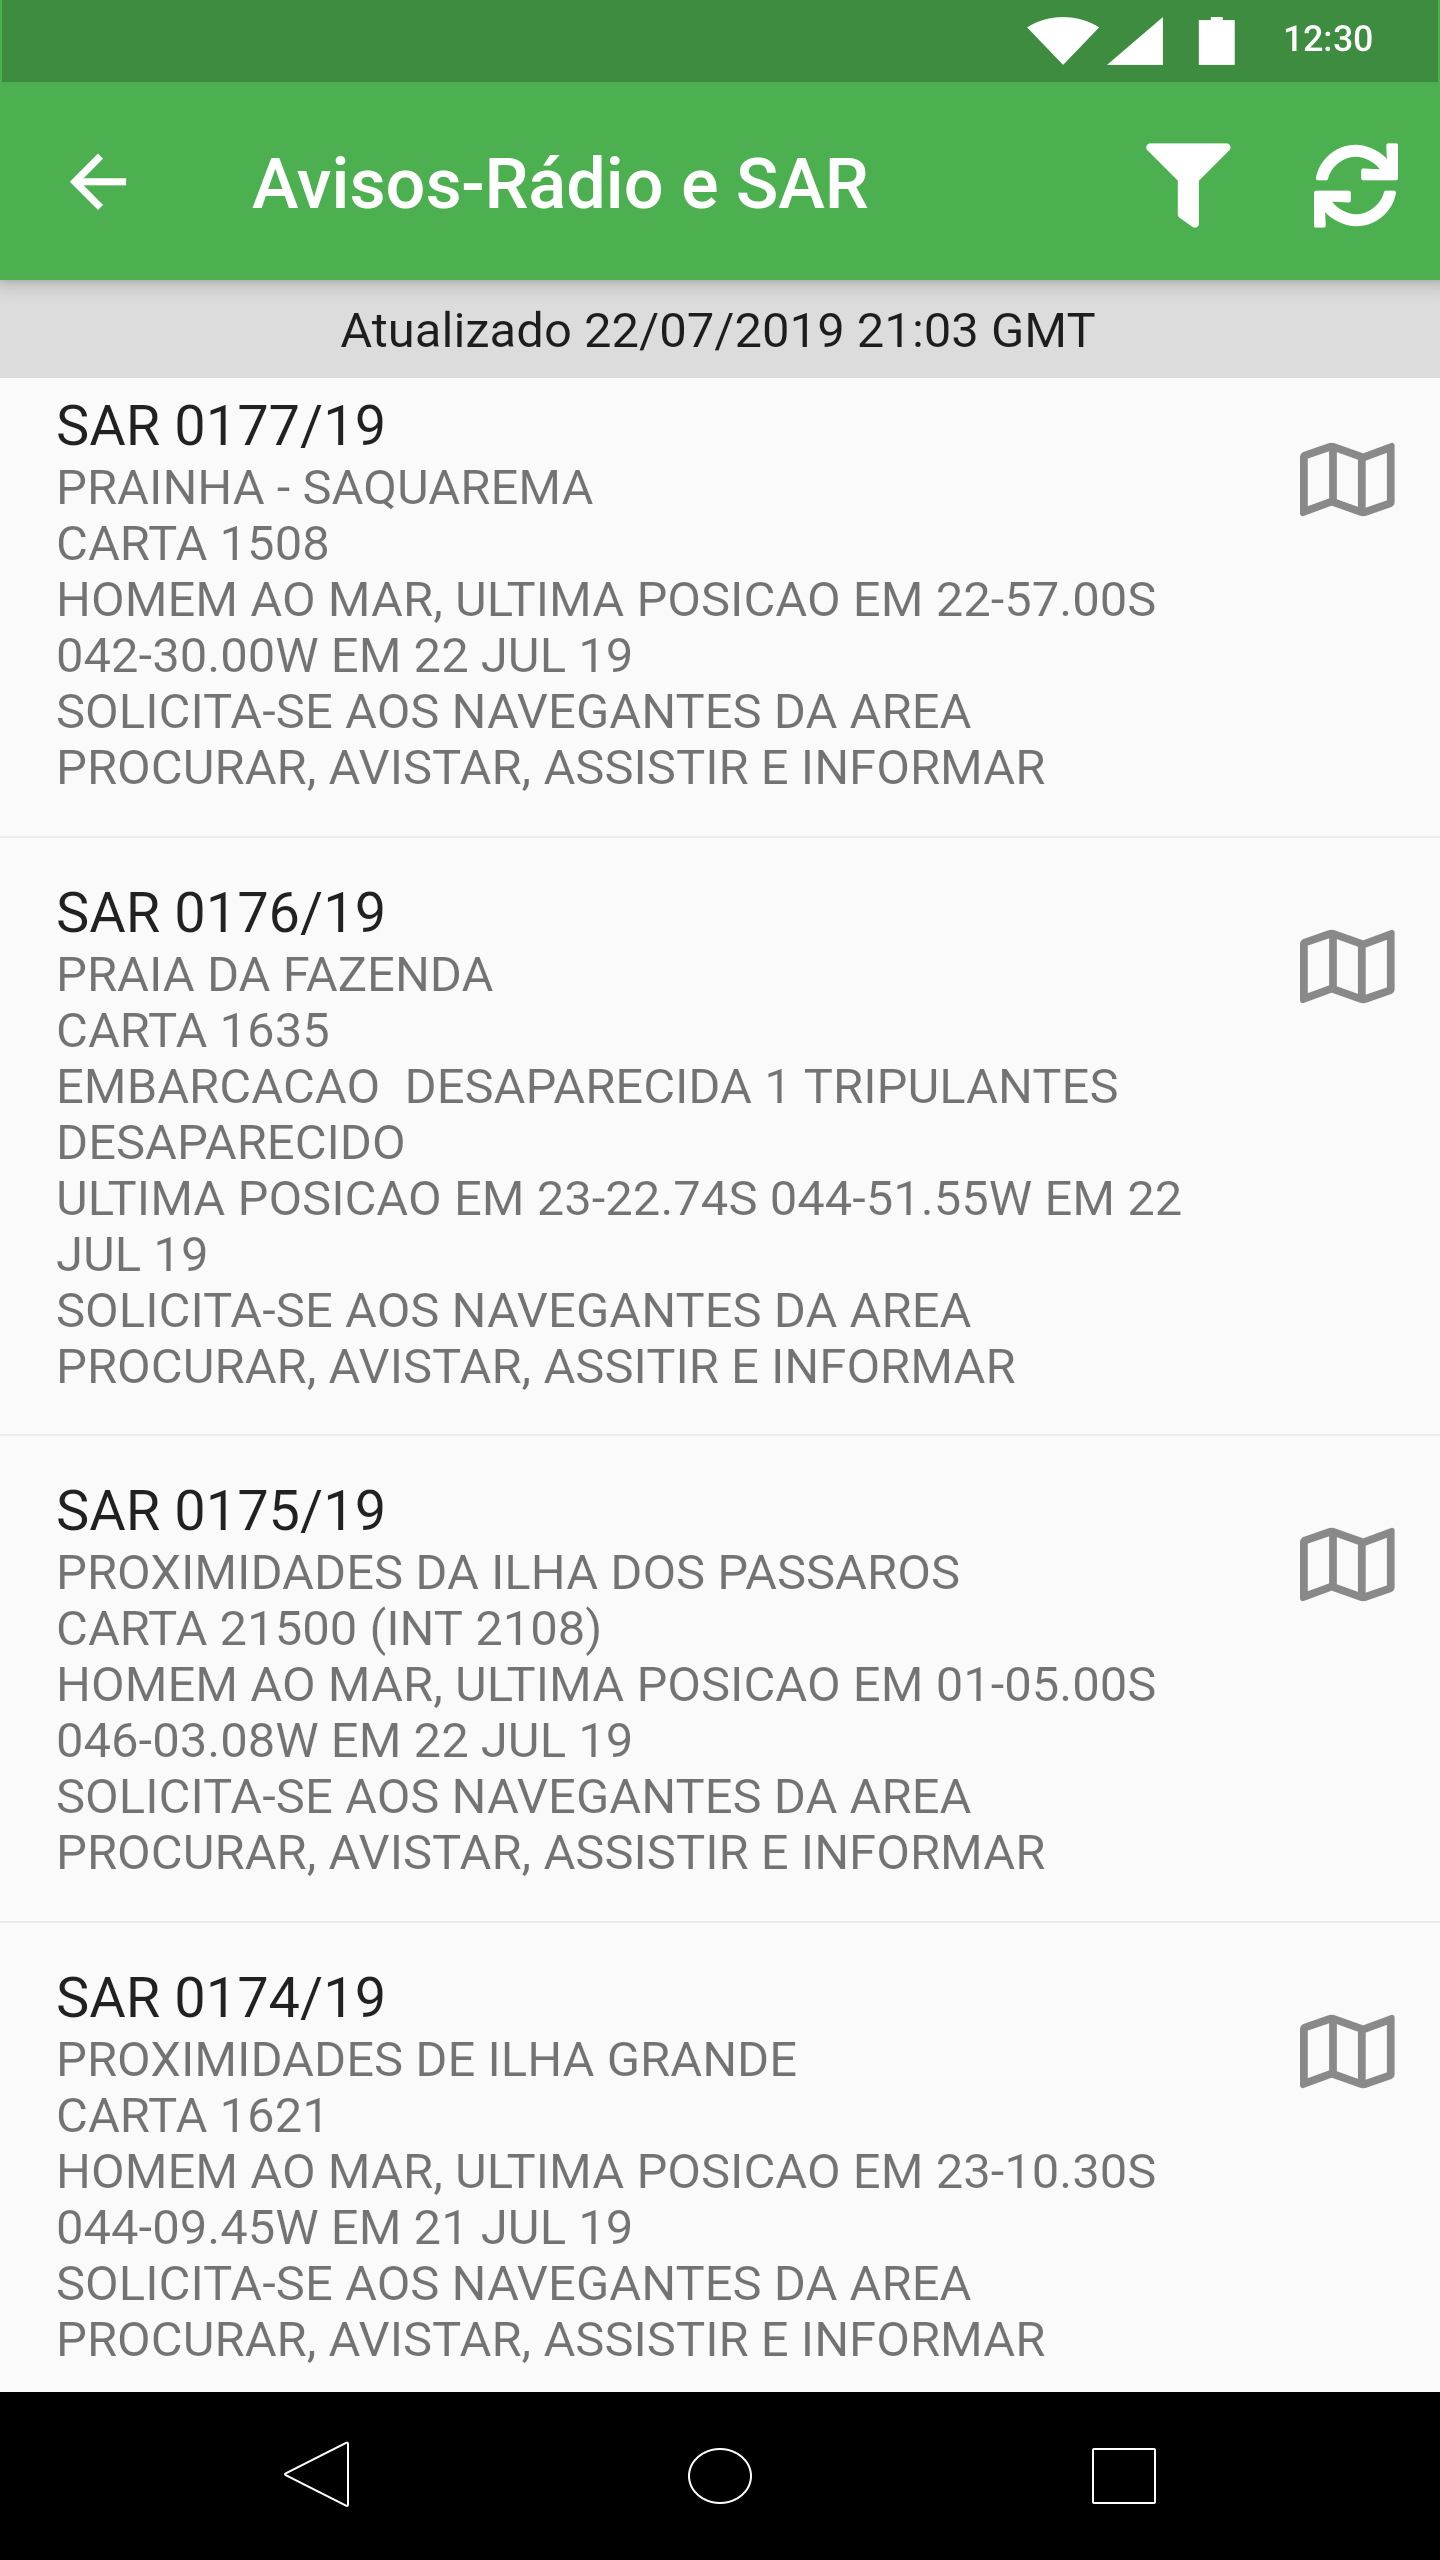 12:30
Avisos-Rádio e SAR
Atualizado 22/07/2019 21:03 GMT
SAR 0177/19
PRAINHA - SAQUAREMA
CARTA 1508
HOMEM AO MAR, ULTIMA POSICAO EM 22-57.00S
042-30.00W EM 22 JUL 19
SOLICITA-SE AOS NAVEGANTES DA AREA
PROCURAR, AVISTAR, ASSISTIR E INFORMAR
SAR 0176/19
PRAIA DA FAZENDA
CARTA 1635
EMBARCACAO  DESAPARECIDA 1 TRIPULANTES
DESAPARECIDO
ULTIMA POSICAO EM 23-22.74S 044-51.55W EM 22
JUL 19
SOLICITA-SE AOS NAVEGANTES DA AREA
PROCURAR, AVISTAR, ASSITIR E INFORMAR
SAR 0175/19
PROXIMIDADES DA ILHA DOS PASSAROS
CARTA 21500 (INT 2108)
HOMEM AO MAR, ULTIMA POSICAO EM 01-05.00S
046-03.08W EM 22 JUL 19
SOLICITA-SE AOS NAVEGANTES DA AREA
PROCURAR, AVISTAR, ASSISTIR E INFORMAR
SAR 0174/19
PROXIMIDADES DE ILHA GRANDE
CARTA 1621
HOMEM AO MAR, ULTIMA POSICAO EM 23-10.30S
044-09.45W EM 21 JUL 19
SOLICITA-SE AOS NAVEGANTES DA AREA
PROCURAR, AVISTAR, ASSISTIR E INFORMAR